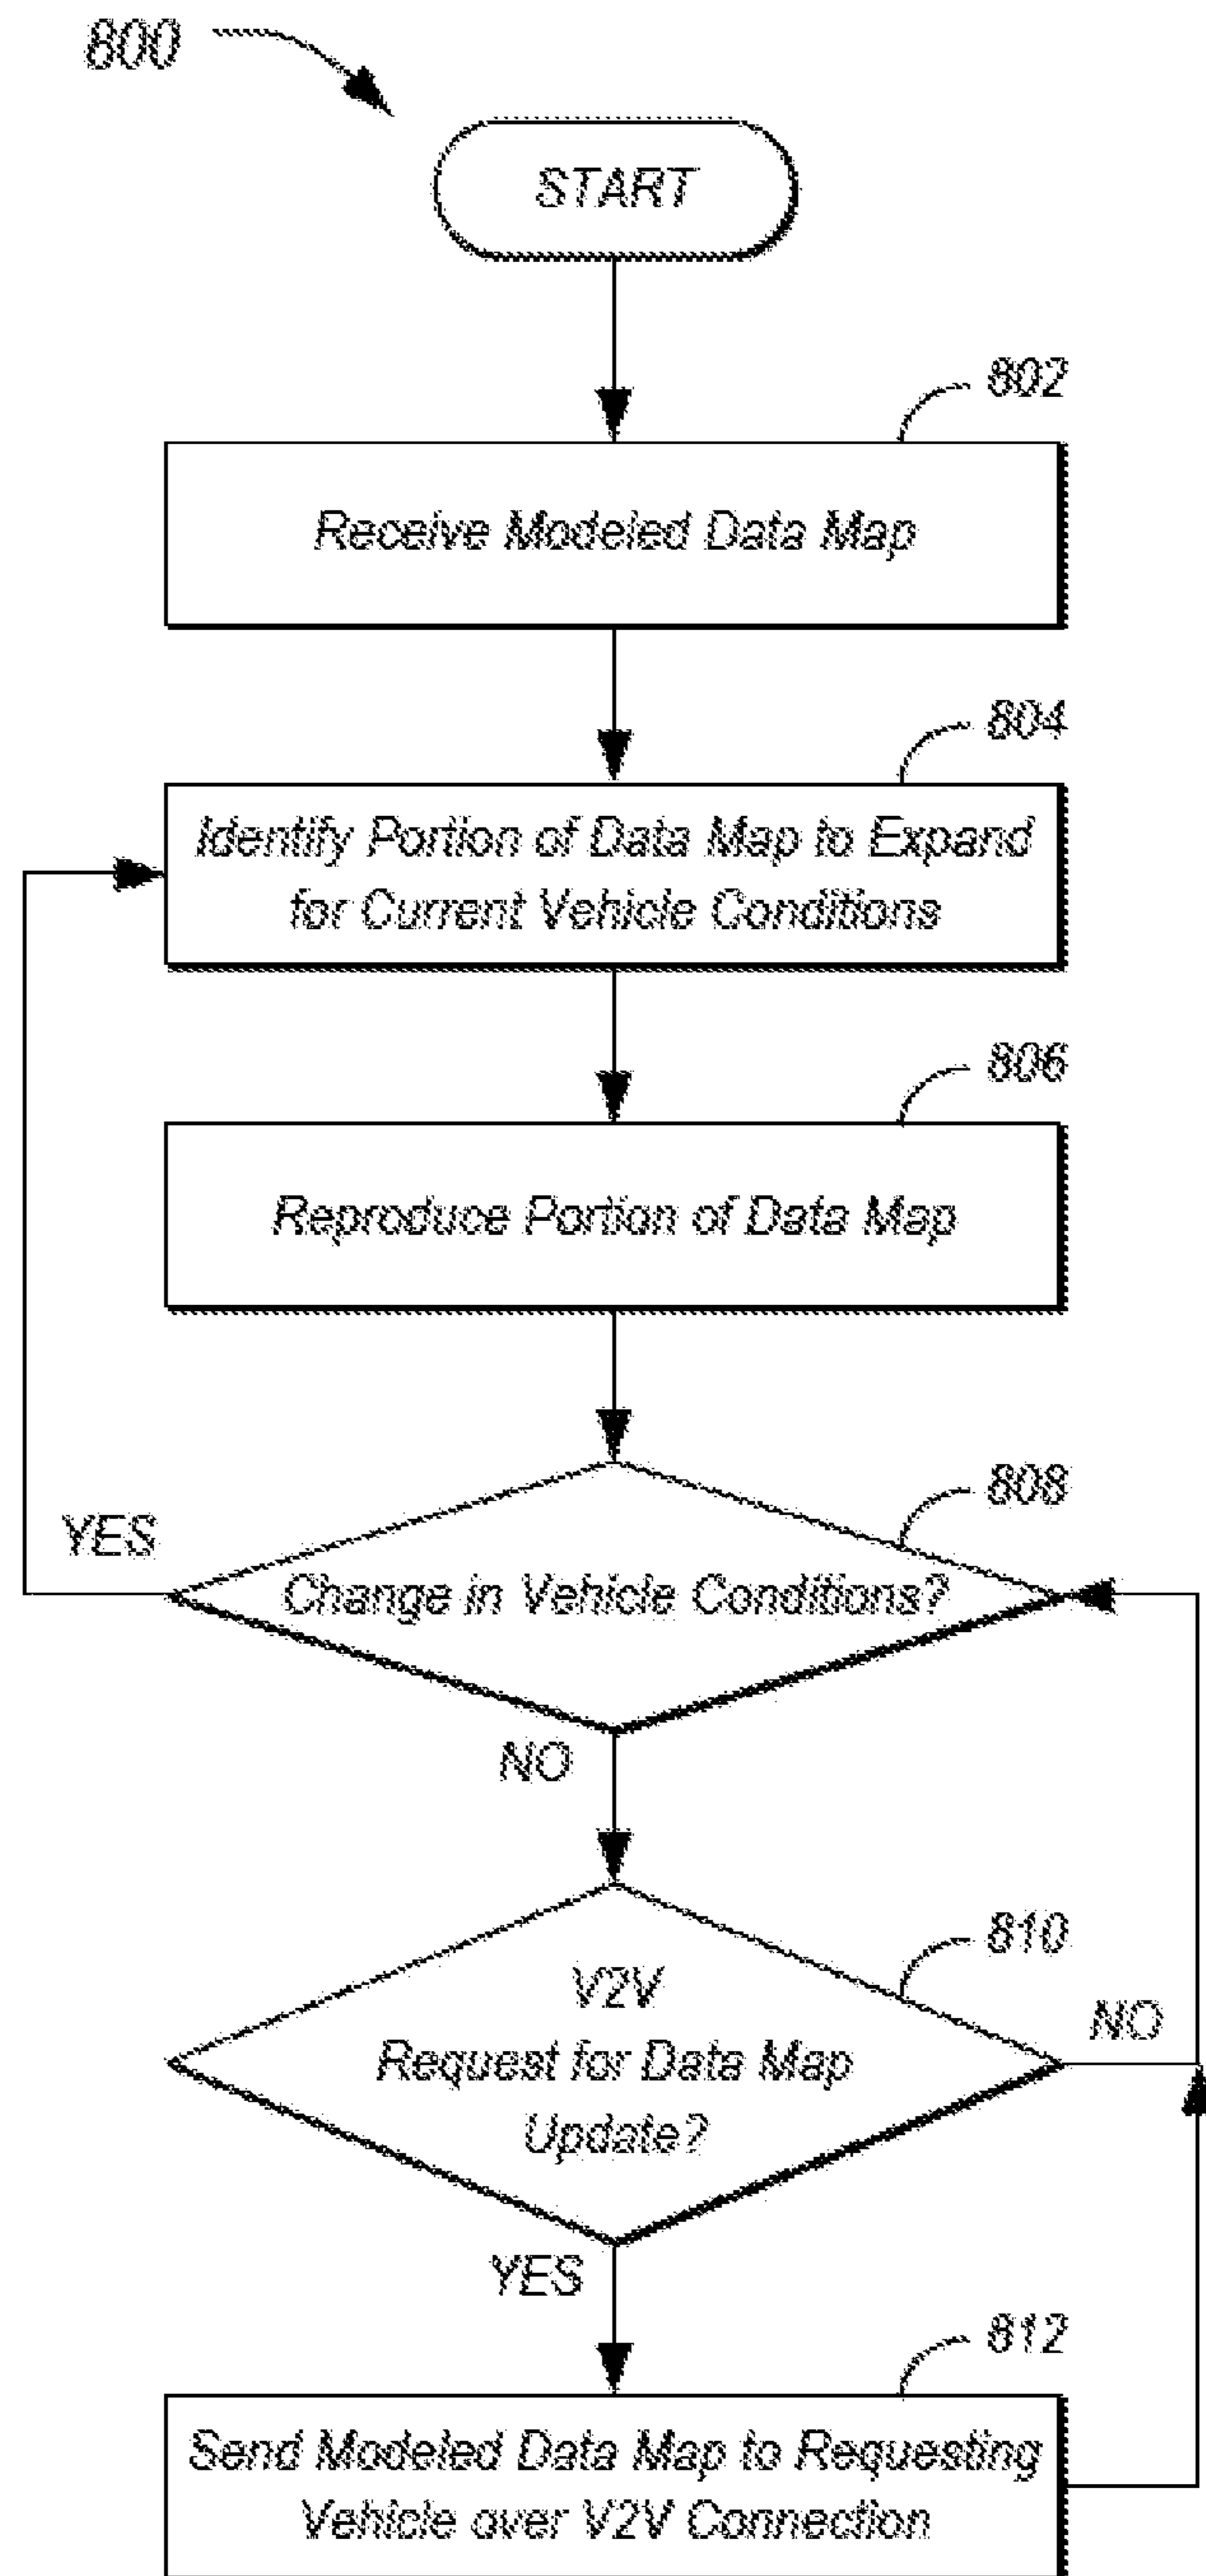 800
START
802
Receive Modeled Data Map
804
Identify Portion of Data Map to Expand
for Current Vehicle Conditions
806
Reproduce Portion of Data Map
808
YES
Change in Vehicle Conditions?
NO
810
V2V
NO
Request for Data Map
Update?
YES
812
Send Modeled Data Map to Requesting
Vehicle over V2V Connection